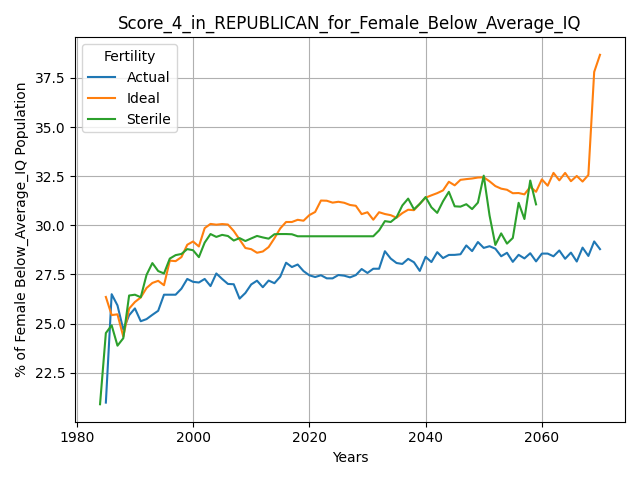 Score_4_in_REPUBLICAN_for_Female_Below_Average_IQ
Fertility
Actual
Ideal
Sterile
% of Female Below_Average_IQ Population
37.5
35.0
32.5
30.0
27.5
25.0
22.5
1980
2000
2020
2040
2060
Years